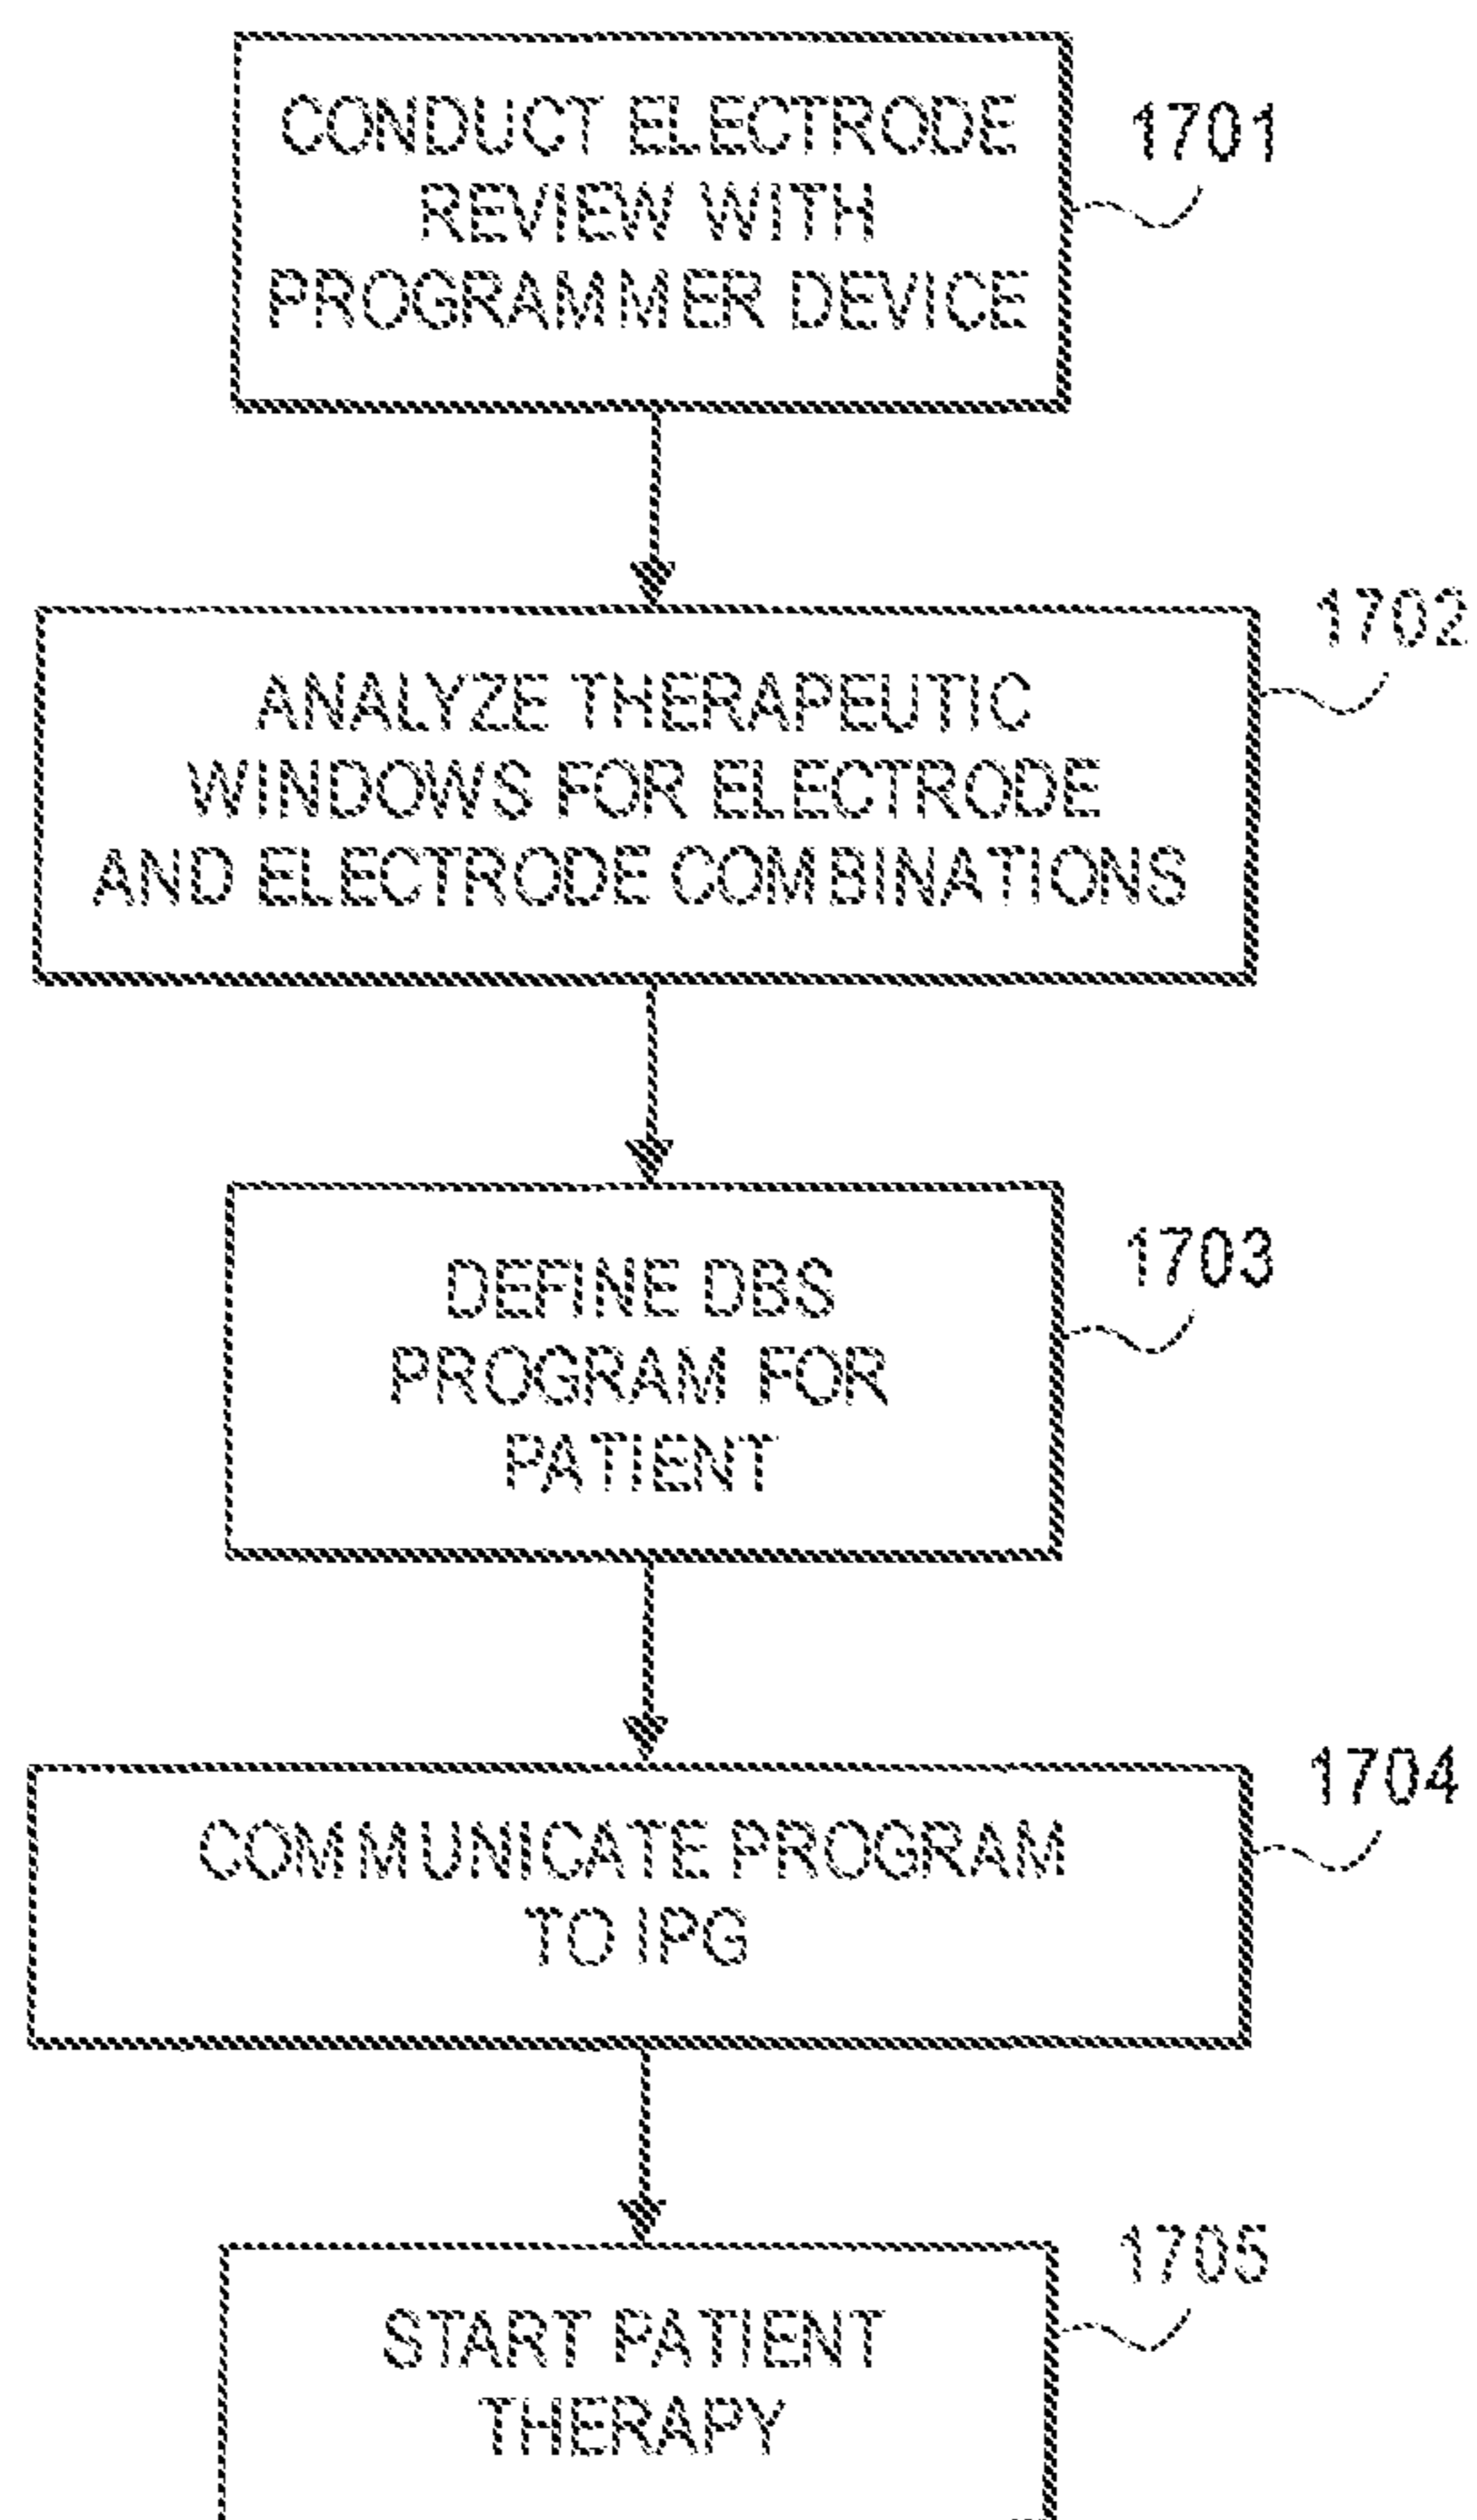 CONDUCT ELECTRODE
REVIEW WITH
PROGRAMMER DEVICE
1701
ANALYZE THERAPEUTIC
WINDOWS FOR ELECTRODE
AND ELECTRODE COMBINATIONS
1702
DEFINE DBS
PROGRAM FOR
PATIENT
1703
COMMUNICATE PROGRAM
TO IPG
1704
START PATIENT
THERAPY
1705